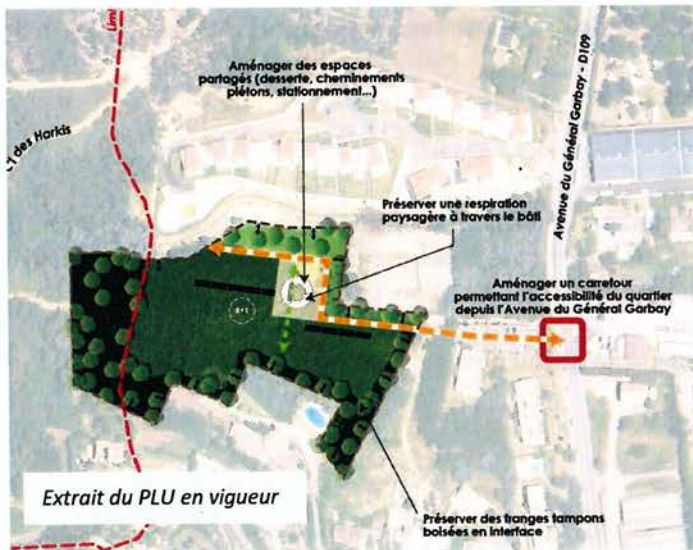 Limi
Aménager des espaces
partagés (desserte, cheminements
piétons, stationnement...)
Avenue du Général Garbay - D109
des Harkis
Préserver une respiration
paysagère à travers le bâti
Aménager un carrefour
permettant l'accessibilité du quartier
depuis l'Avenue du Général Garbay
Extrait du PLU en vigueur
Préserver des franges tampons
boisées en interface